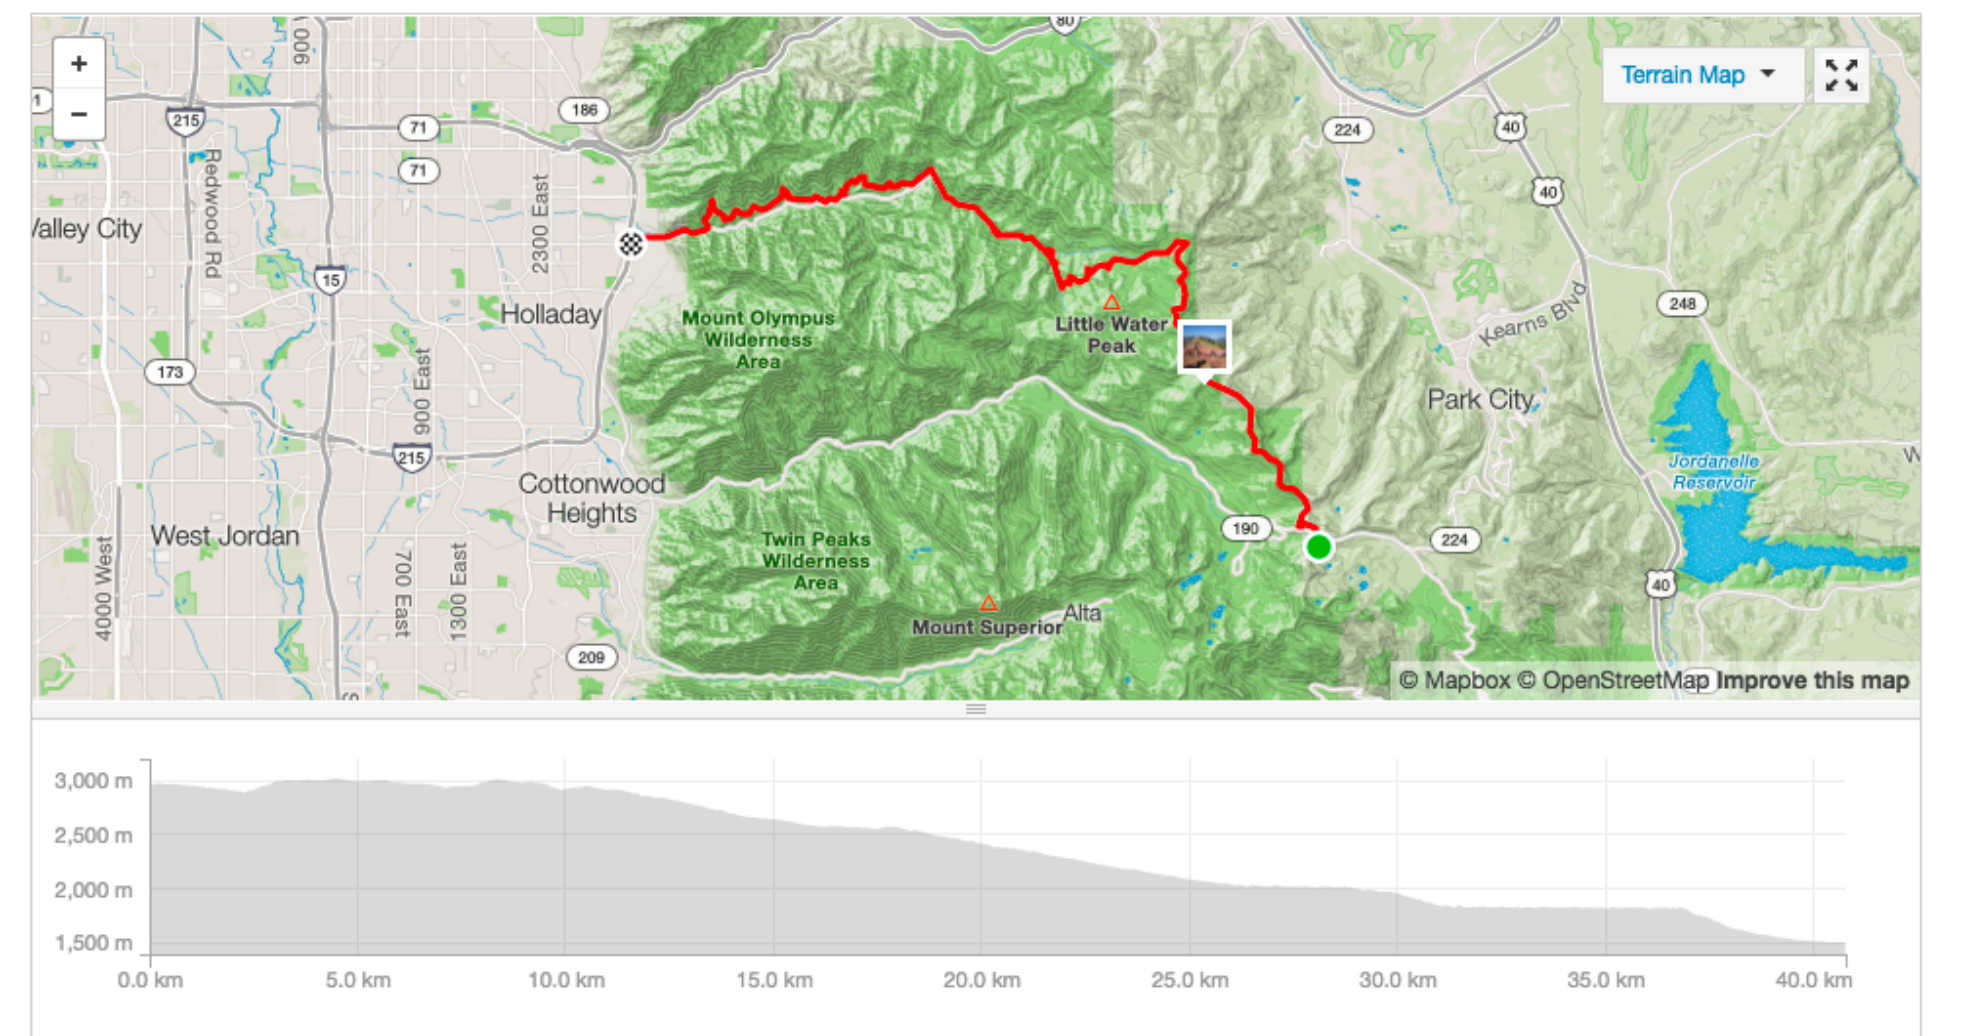 80
+
Terrain Map
900
1
186
−
215
71
224
40
71
Redwood Rd
2300 East
40
Valley City
15
248
Holladay
Kearns Blvd
Mount Olympus
Wilderness
Area
Little Water
Peak
173
900 East
Park City
215
Jordanelle
Reservoir
W
Cottonwood
Heights
190
224
West Jordan
Twin Peaks
Wilderness
Area
4000 West
700 East
1300 East
40
Alta
Mount Superior
209
S
© Mapbox © OpenStreetMap Improve this map
3,000 m
2,500 m
2,000 m
1,500 m
0.0 km
5.0 km
10.0 km
15.0 km
20.0 km
25.0 km
30.0 km
35.0 km
40.0 km